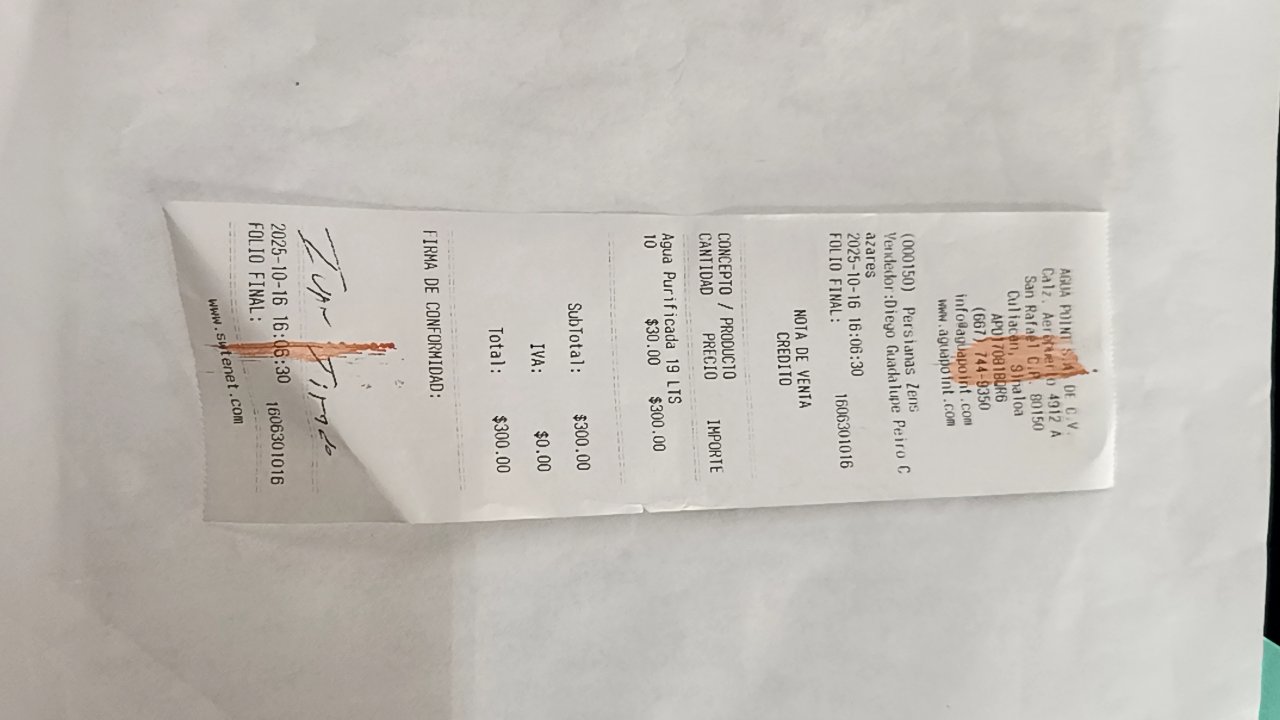 AGUA POINT S.A. DE C.V.
Calz. Aeropuerto 4912 A
San Rafael C.P. 80150
Culiacan, Sinaloa
(667) 744-9350
info@aguapoint.com
www.aguapoint.com
(000150) Persianas Zens
Vendedor:Diego Guadalupe Peiro C
azares
2025-10-16 16:06:30 1606301016
FOLIO FINAL:
NOTA DE VENTA
CREDITO
CONCEPTO / PRODUCTO
CANTIDAD PRECIO IMPORTE
Agua Purificada 19 LTS
10 $30.00 $300.00
SubTotal: $300.00
IVA: $0.00
Total: $300.00
FIRMA DE CONFORMIDAD:
2025-10-16 16:06:30 1606301016
FOLIO FINAL:
www.sytenet.com